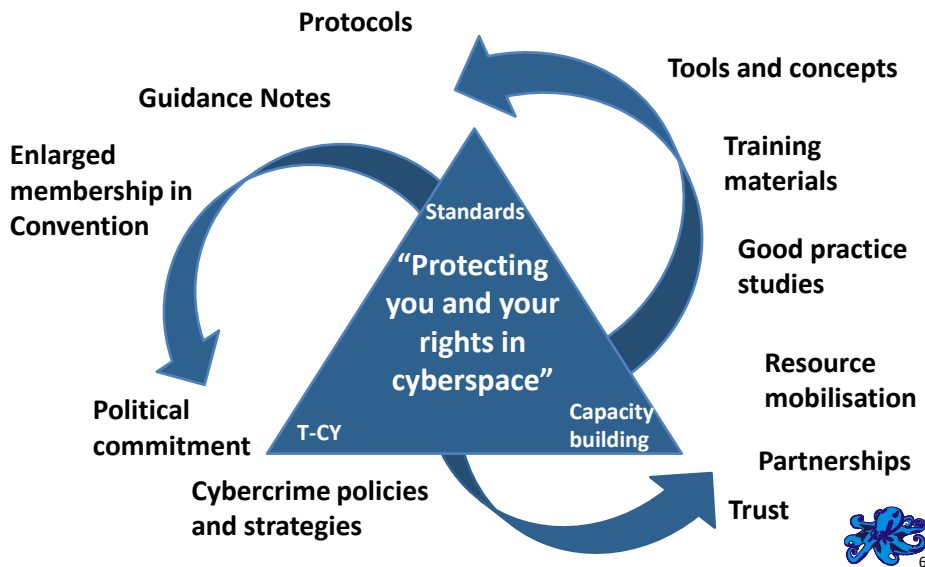 Protocols
Tools and concepts
Guidance Notes
Enlarged
membership in
Convention
Training
materials
Standards
“Protecting
you and your
rights in
cyberspace”
Good practice
studies
Resource
mobilisation
Political
commitment
T-CY
Capacity
building
Partnerships
Cybercrime policies
and strategies
Trust
6